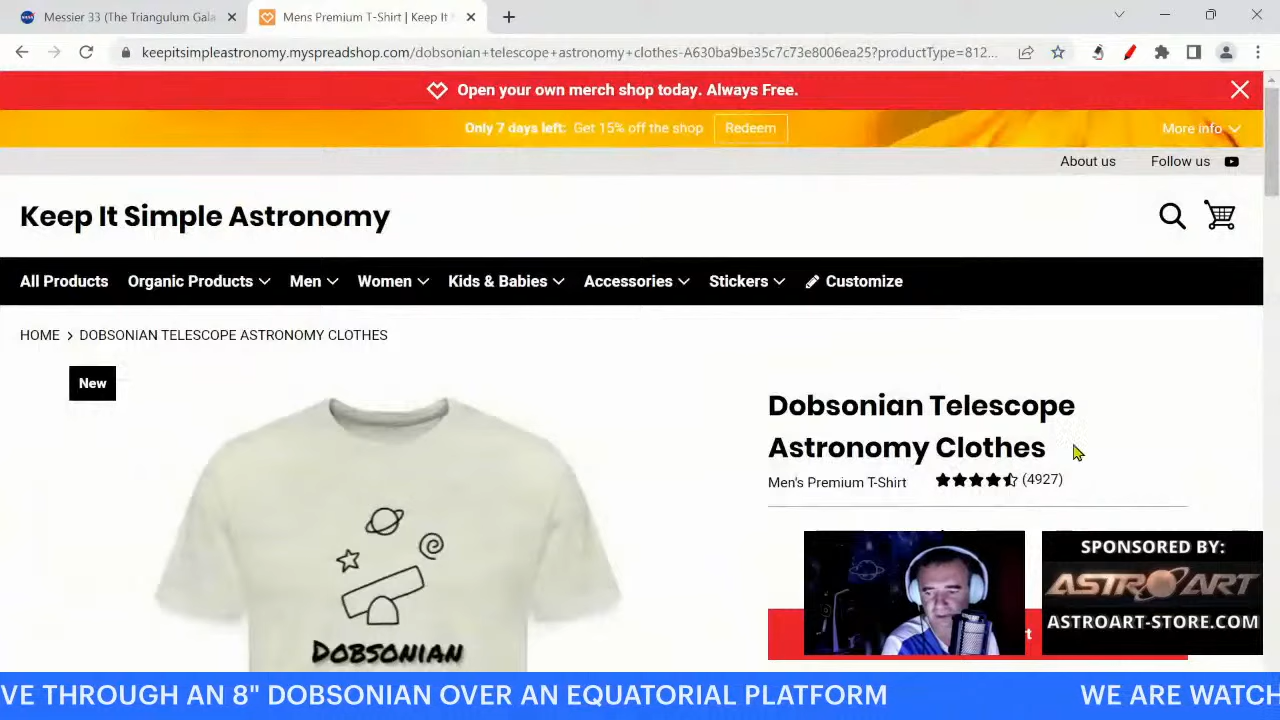 Messier 33 (The Triangulum Gala
Mens Premium T-Shirt | Keep It
keepitsimpleastronomy.myspreadshop.com/dobsonian+telescope+astronomy+clothes-A630ba9be35c7c73e8006ea25?productType=812...
Open your own merch shop today. Always Free.
Only 7 days left: Get 15% off the shop Redeem
More info
About us Follow us
Keep It Simple Astronomy
All Products Organic Products Men Women Kids & Babies Accessories Stickers Customize
HOME > DOBSONIAN TELESCOPE ASTRONOMY CLOTHES
New
Dobsonian Telescope
Astronomy Clothes
Men's Premium T-Shirt (4927)
DOBSONIAN
SPONSORED BY:
ASTROART
ASTROART-STORE.COM
VE THROUGH AN 8" DOBSONIAN OVER AN EQUATORIAL PLATFORM WE ARE WATCH